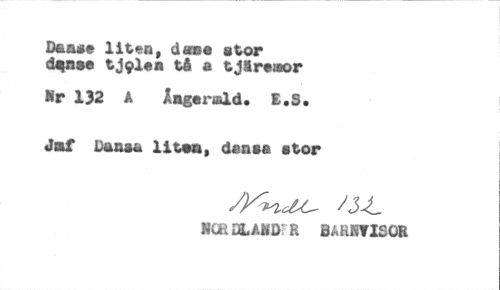 Danse liten, danse stor
danse tjolen tå a tjäremor
Nr 132 A Ångermld. E.S.
Jmf Dansa liten, dansa stor
Nordl 132
NORDLANDER BARNVISOR